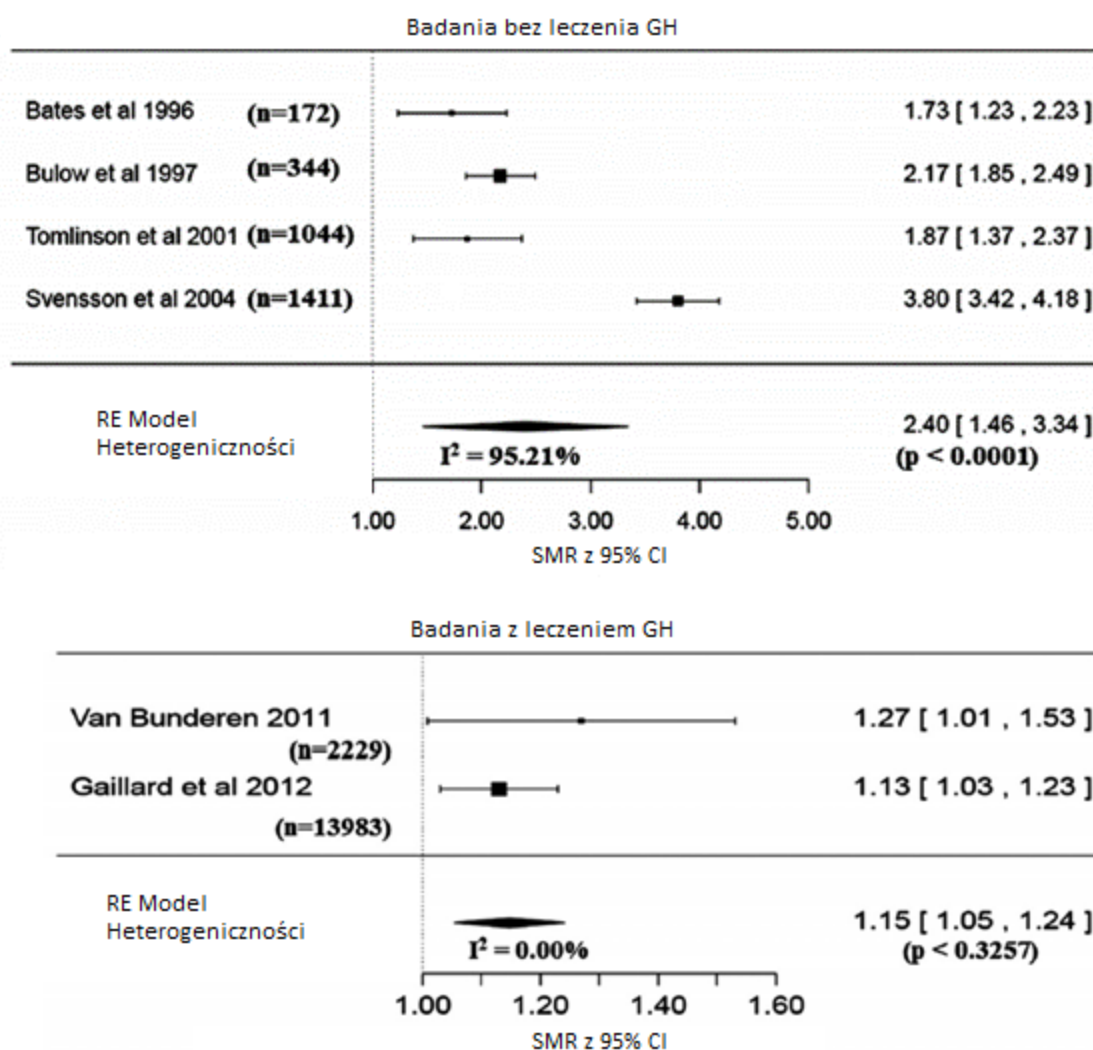 Badania bez leczenia GH
Bates et al 1996 (n=172) 1.73 [ 1.23 , 2.23 ]
Bulow et al 1997 (n=344) 2.17 [ 1.85 , 2.49 ]
Tomlinson et al 2001 (n=1044) 1.87 [ 1.37 , 2.37 ]
Svensson et al 2004 (n=1411) 3.80 [ 3.42 , 4.18 ]
RE Model 2.40 [ 1.46 , 3.34 ]
Heterogeniczności I² = 95.21% (p < 0.0001)
1.00 2.00 3.00 4.00 5.00
SMR z 95% CI
Badania z leczeniem GH
Van Bunderen 2011 1.27 [ 1.01 , 1.53 ]
(n=2229)
Gaillard et al 2012 1.13 [ 1.03 , 1.23 ]
(n=13983)
RE Model 1.15 [ 1.05 , 1.24 ]
Heterogeniczności I² = 0.00% (p < 0.3257)
1.00 1.20 1.40 1.60
SMR z 95% CI